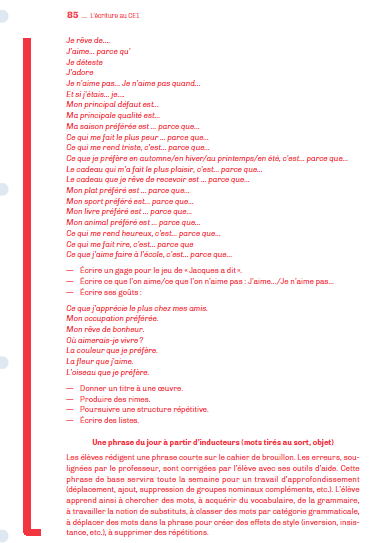 85 — L'écriture au CE1
Je rêve de....
J'aime... parce qu'
Je déteste
J'adore
Je n'aime pas... Je n'aime pas quand...
Et si j'étais... je....
Mon principal défaut est...
Ma principale qualité est...
Ma saison préférée est ... parce que...
Ce qui me fait le plus peur ... parce que...
Ce qui me rend triste, c'est... parce que...
Ce que je préfère en automne/en hiver/au printemps/en été, c'est... parce que...
Le cadeau qui m'a fait le plus plaisir, c'est... parce que...
Le cadeau que je rêve de recevoir est ... parce que...
Mon plat préféré est ... parce que...
Mon sport préféré est... parce que...
Mon livre préféré est ... parce que...
Mon animal préféré est ... parce que...
Ce qui me rend heureux, c'est... parce que...
Ce qui me fait rire, c'est... parce que
Ce que j'aime faire à l'école, c'est... parce que...
— Écrire un gage pour le jeu de « Jacques a dit ».
— Écrire ce que l'on aime/ce que l'on n'aime pas : J'aime.../Je n'aime pas...
— Écrire ses goûts :
Ce que j'apprécie le plus chez mes amis.
Mon occupation préférée.
Mon rêve de bonheur.
Où aimerais-je vivre ?
La couleur que je préfère.
La fleur que j'aime.
L'oiseau que je préfère.
— Donner un titre à une œuvre.
— Produire des rimes.
— Poursuivre une structure répétitive.
— Écrire des listes.
Une phrase du jour à partir d'inducteurs (mots tirés au sort, objet)
Les élèves rédigent une phrase courte sur le cahier de brouillon. Les erreurs, sou-
lignées par le professeur, sont corrigées par l'élève avec ses outils d'aide. Cette
phrase de base servira toute la semaine pour un travail d'approfondissement
(déplacement, ajout, suppression de groupes nominaux compléments, etc.). L'élève
apprend ainsi à chercher des mots, à acquérir du vocabulaire, de la grammaire,
à travailler la notion de substituts, à classer des mots par catégorie grammaticale,
à déplacer des mots dans la phrase pour créer des effets de style (inversion, insis-
tance, etc.), à supprimer des répétitions.